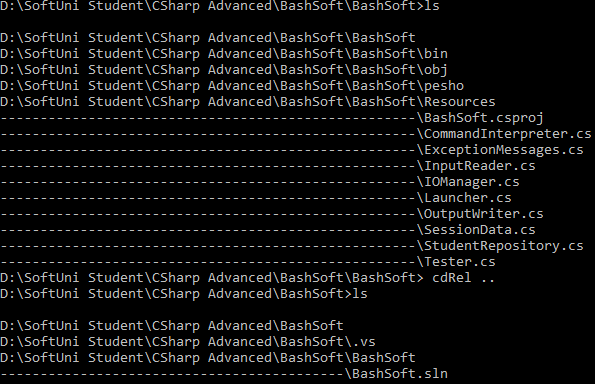 D:\SoftUni Student\CSharp Advanced\BashSoft\BashSoft>ls
D:\SoftUni Student\CSharp Advanced\BashSoft\BashSoft
D:\SoftUni Student\CSharp Advanced\BashSoft\BashSoft\bin
D:\SoftUni Student\CSharp Advanced\BashSoft\BashSoft\obj
D:\SoftUni Student\CSharp Advanced\BashSoft\BashSoft\pesho
D:\SoftUni Student\CSharp Advanced\BashSoft\BashSoft\Resources
----------------------------------------------------\BashSoft.csproj
----------------------------------------------------\CommandInterpreter.cs
----------------------------------------------------\ExceptionMessages.cs
----------------------------------------------------\InputReader.cs
----------------------------------------------------\IOManager.cs
----------------------------------------------------\Launcher.cs
----------------------------------------------------\OutputWriter.cs
----------------------------------------------------\SessionData.cs
----------------------------------------------------\StudentRepository.cs
----------------------------------------------------\Tester.cs
D:\SoftUni Student\CSharp Advanced\BashSoft\BashSoft> cdRel ..
D:\SoftUni Student\CSharp Advanced\BashSoft>ls
D:\SoftUni Student\CSharp Advanced\BashSoft
D:\SoftUni Student\CSharp Advanced\BashSoft\.vs
D:\SoftUni Student\CSharp Advanced\BashSoft\BashSoft
-------------------------------------------\BashSoft.sln